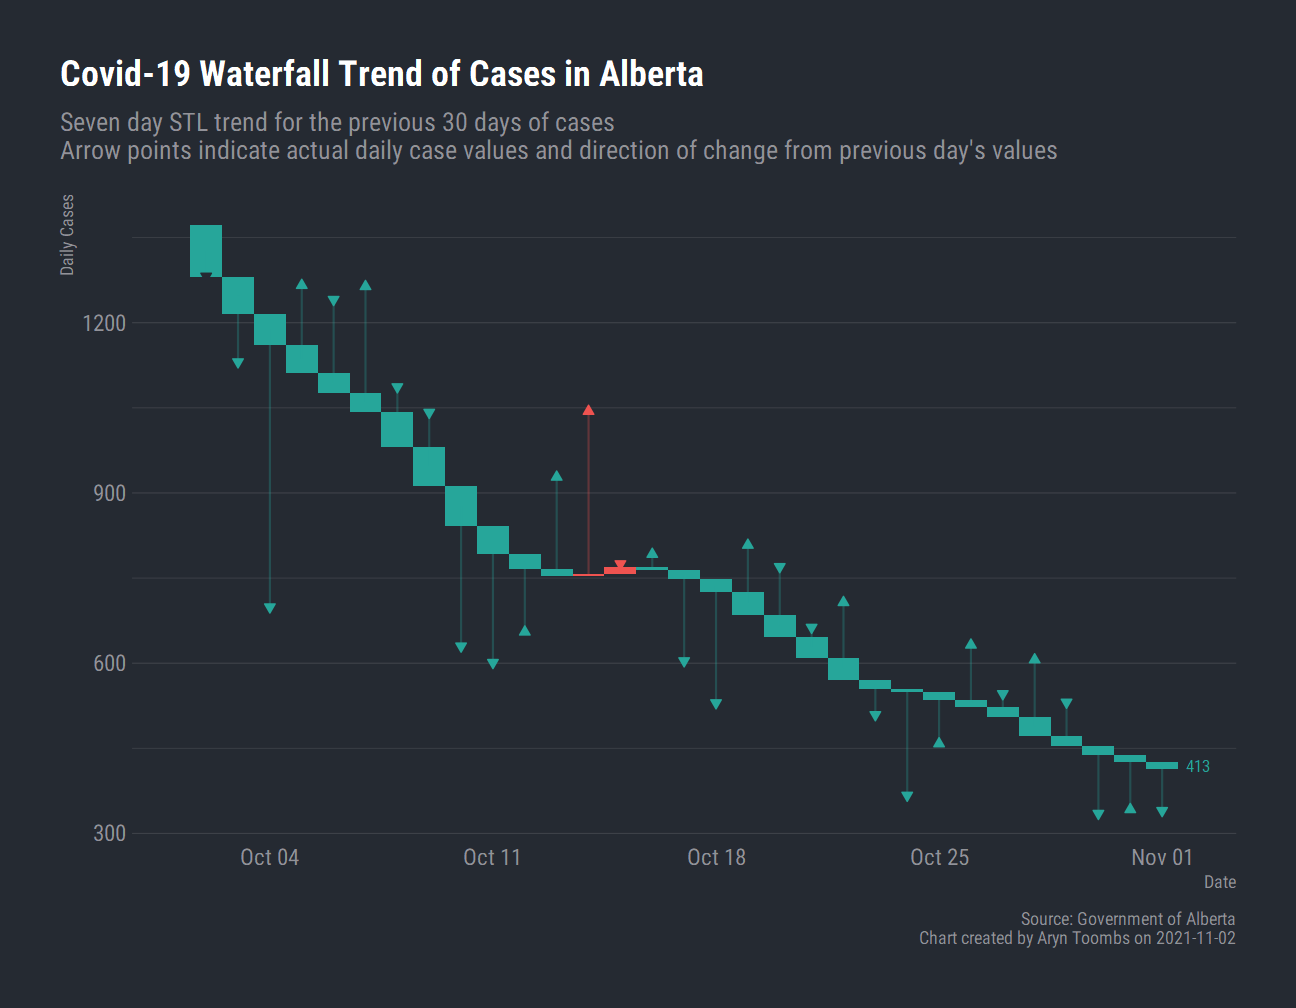 Covid-19 Waterfall Trend of Cases in Alberta
Seven day STL trend for the previous 30 days of cases
Arrow points indicate actual daily case values and direction of change from previous day's values
Daily Cases
1200
900
600
300
413
Oct 04
Oct 11
Oct 18
Oct 25
Nov 01
Date
Source: Government of Alberta
Chart created by Aryn Toombs on 2021-11-02